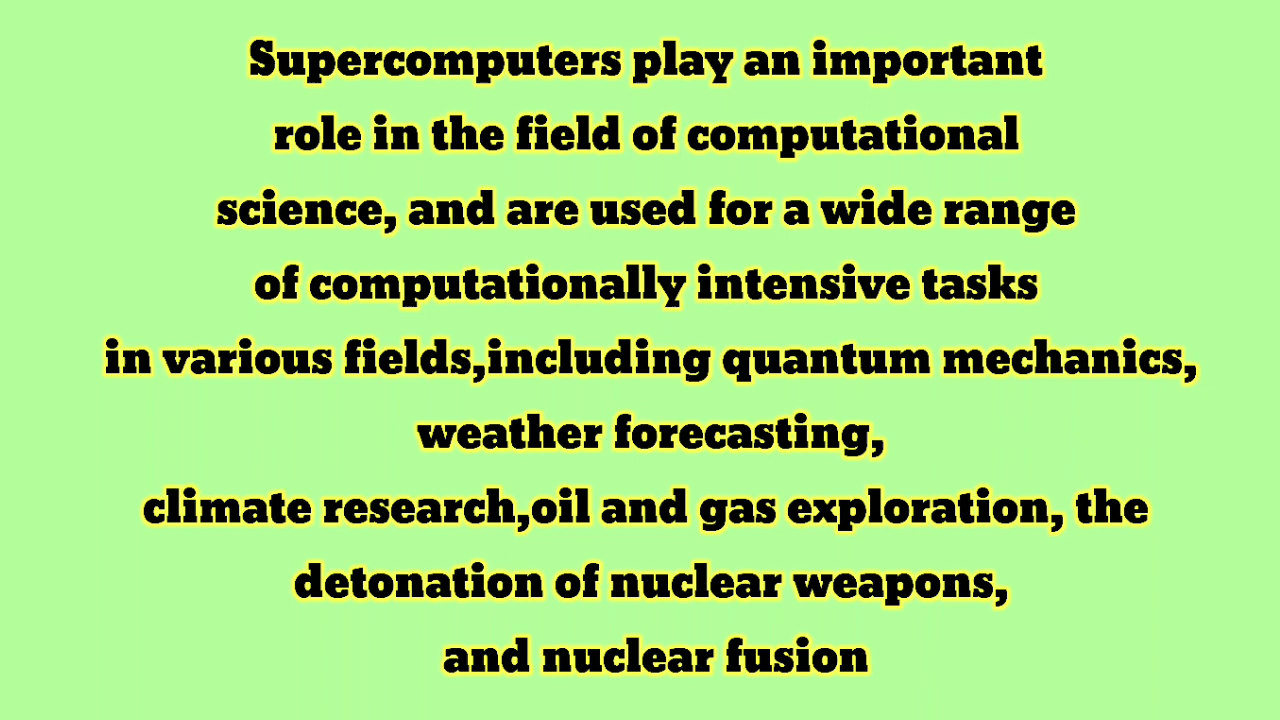 Supercomputers play an important
role in the field of computational
science, and are used for a wide range
of computationally intensive tasks
in various fields,including quantum mechanics,
weather forecasting,
climate research,oil and gas exploration, the
detonation of nuclear weapons,
and nuclear fusion